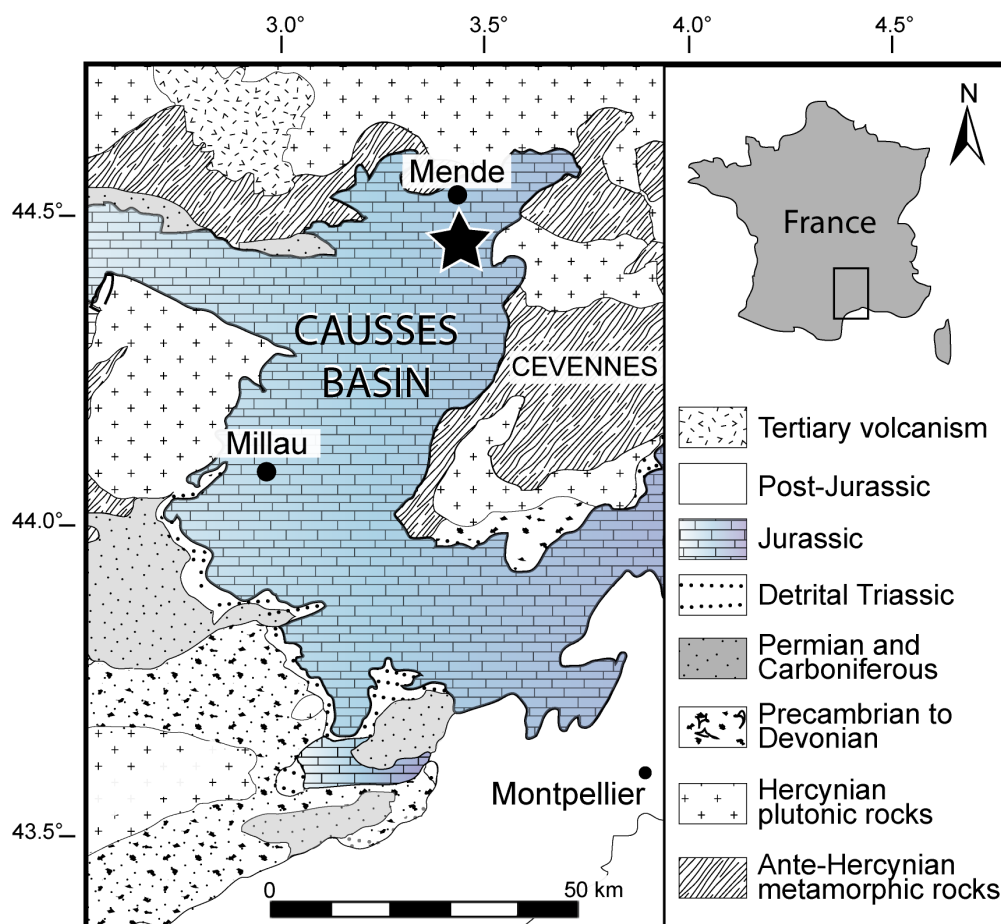 3.0°
3.5°
4.0°
4.5°
N
Mende
44.5°
France
CAUSSES
BASIN
CEVENNES
Millau
44.0°
Montpellier
43.5°
0
50 km
Tertiary volcanism
Post-Jurassic
Jurassic
Detrital Triassic
Permian and
Carboniferous
Precambrian to
Devonian
Hercynian
plutonic rocks
Ante-Hercynian
metamorphic rocks